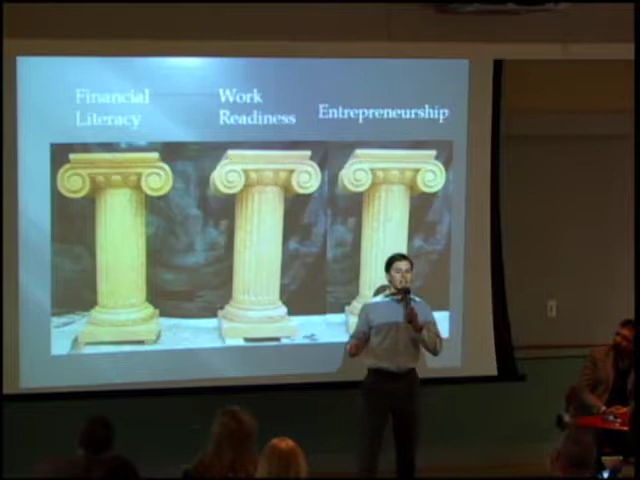 Financial
Literacy
Work
Readiness
Entrepreneurship